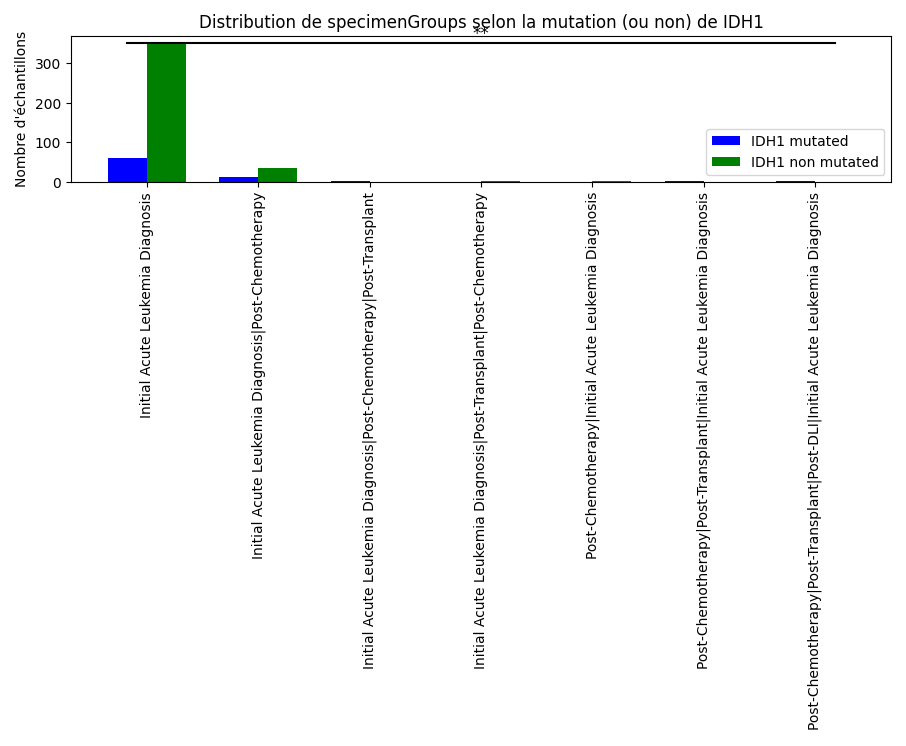 Distribution de specimenGroups selon la mutation (ou non) de IDH1
**
Nombre d'échantillons
300
200
100
0
IDH1 mutated
IDH1 non mutated
Initial Acute Leukemia Diagnosis
Initial Acute Leukemia Diagnosis|Post-Chemotherapy
Initial Acute Leukemia Diagnosis|Post-Chemotherapy|Post-Transplant
Initial Acute Leukemia Diagnosis|Post-Transplant|Post-Chemotherapy
Post-Chemotherapy|Initial Acute Leukemia Diagnosis
Post-Chemotherapy|Post-Transplant|Initial Acute Leukemia Diagnosis
Post-Chemotherapy|Post-Transplant|Post-DLI|Initial Acute Leukemia Diagnosis